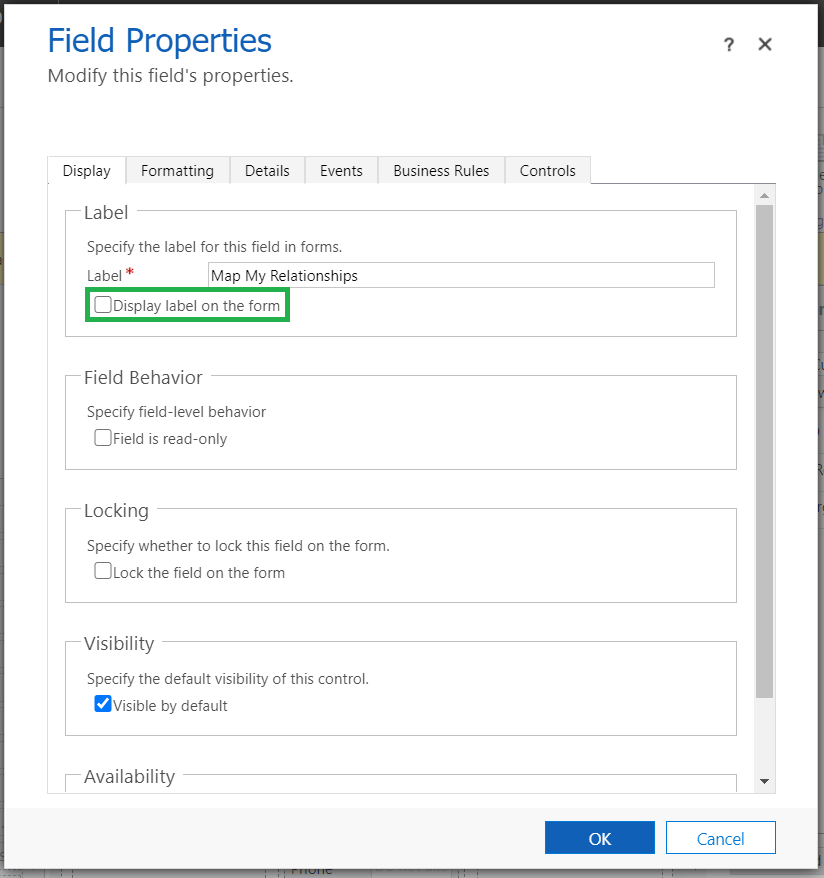 Field Properties
? ×
Modify this field's properties.
Display Formatting Details Events Business Rules Controls
Label
Specify the label for this field in forms.
Label * Map My Relationships
Display label on the form
Field Behavior
Specify field-level behavior
Field is read-only
Locking
Specify whether to lock this field on the form.
Lock the field on the form
Visibility
Specify the default visibility of this control.
Visible by default
Availability
OK Cancel
Phone